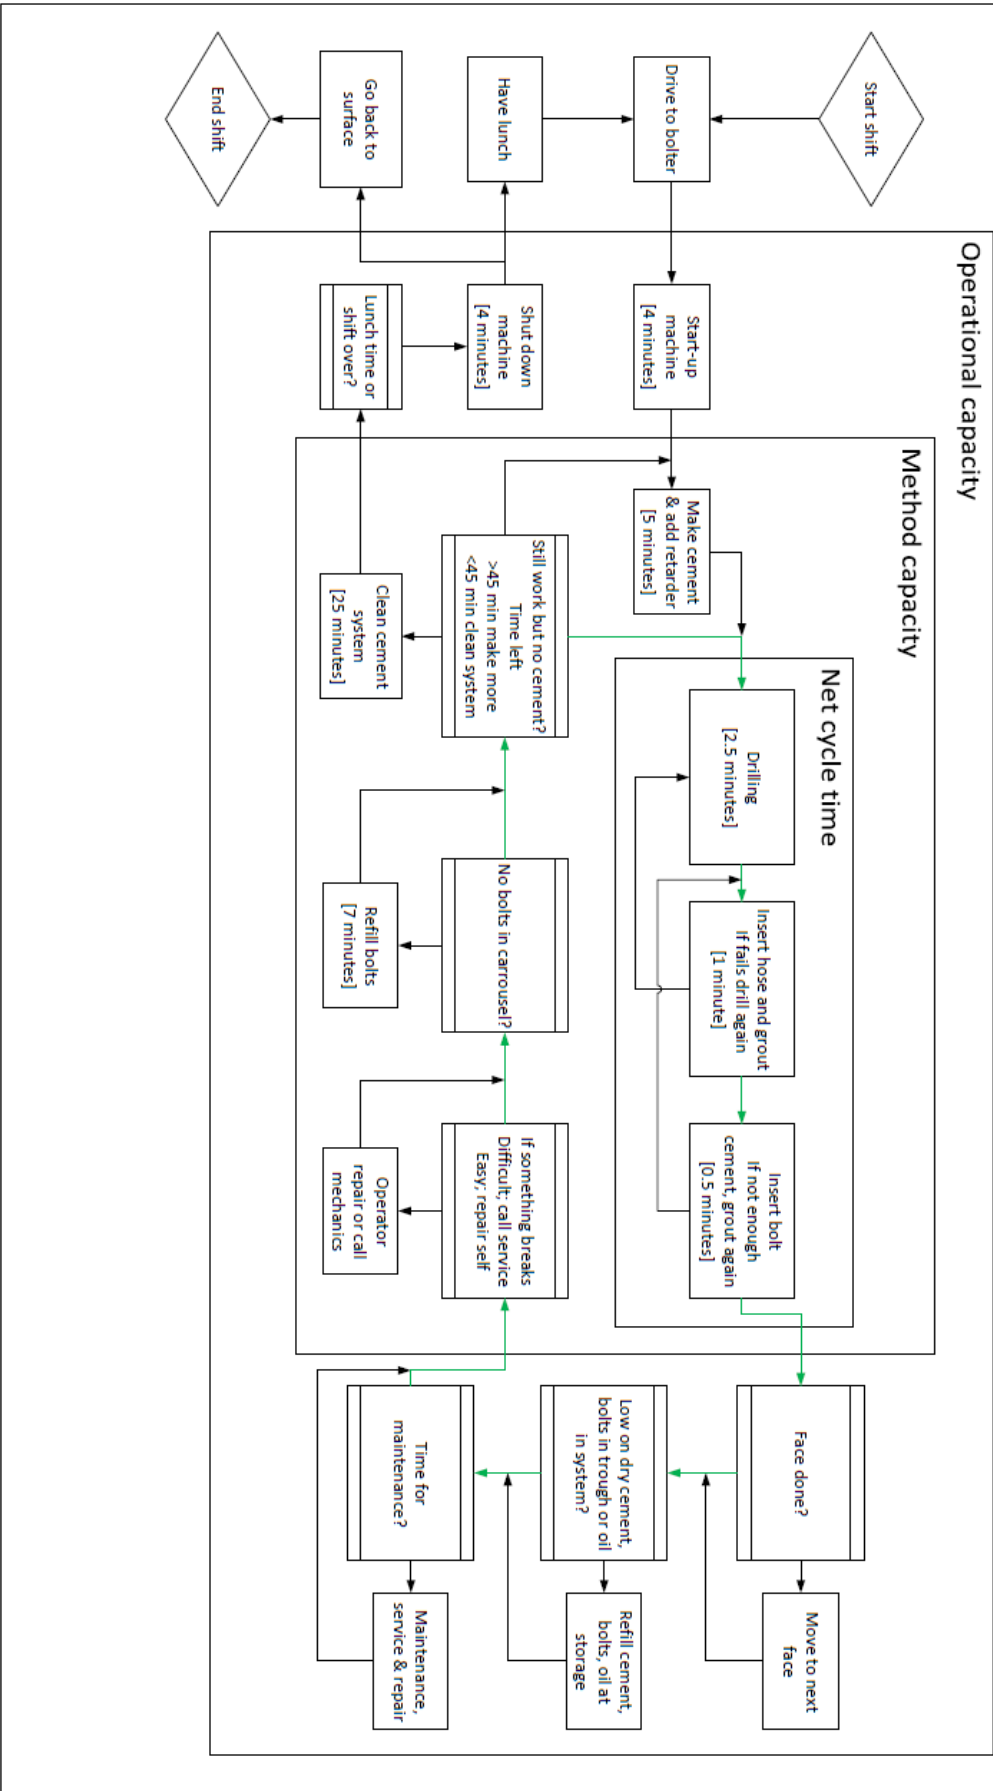 Operational capacity
Method capacity
Net cycle time
Start shift
Drive to bolter
Have lunch
Go back to
surface
End shift
Start-up
machine
[4 minutes]
Shut down
machine
[4 minutes]
Lunch time or
shift over?
Make cement
& add retarder
[5 minutes]
Still work but no cement?
Time left
>45 min make more
<45 min clean system
Clean cement
system
[25 minutes]
Drilling
[2.5 minutes]
Insert hose and grout
If fails drill again
[1 minute]
Insert bolt
If not enough
cement, grout again
[0.5 minutes]
No bolts in carrousel?
Refill bolts
[7 minutes]
If something breaks
Difficult; call service
Easy; repair self
Operator
repair or call
mechanics
Face done?
Move to next
face
Low on dry cement,
bolts in trough or oil
in system?
Refill cement,
bolts, oil at
storage
Time for
maintenance?
Maintenance,
service & repair